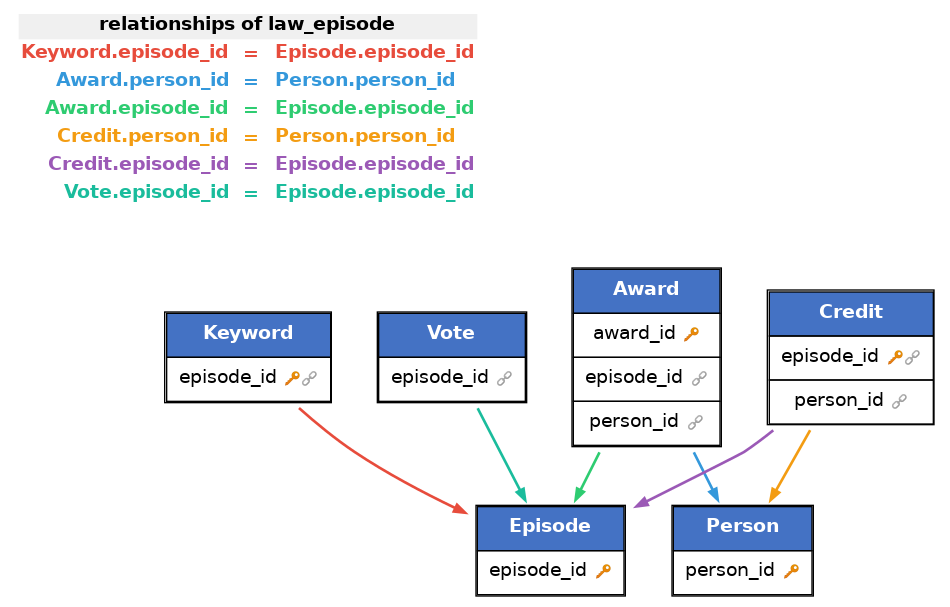 relationships of law_episode
Keyword.episode_id = Episode.episode_id
Award.person_id = Person.person_id
Award.episode_id = Episode.episode_id
Credit.person_id = Person.person_id
Credit.episode_id = Episode.episode_id
Vote.episode_id = Episode.episode_id
Keyword
episode_id
Vote
episode_id
Award
award_id
episode_id
person_id
Credit
episode_id
person_id
Episode
episode_id
Person
person_id